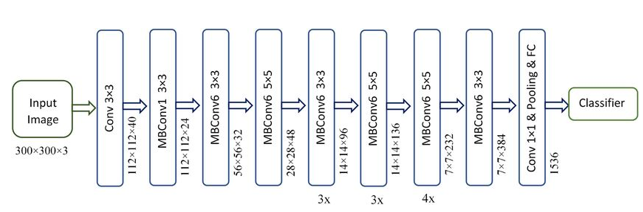 Input
Image
300×300×3
Conv 3×3
112×112×40
MBConv1 3×3
112×112×24
MBConv6 3×3
56×56×32
MBConv6 5×5
28×28×48
MBConv6 3×3
3x
14×14×96
MBConv6 5×5
3x
14×14×136
MBConv6 5×5
4x
7×7×232
MBConv6 3×3
7×7×384
Conv 1×1 & Pooling & FC
1536
Classifier